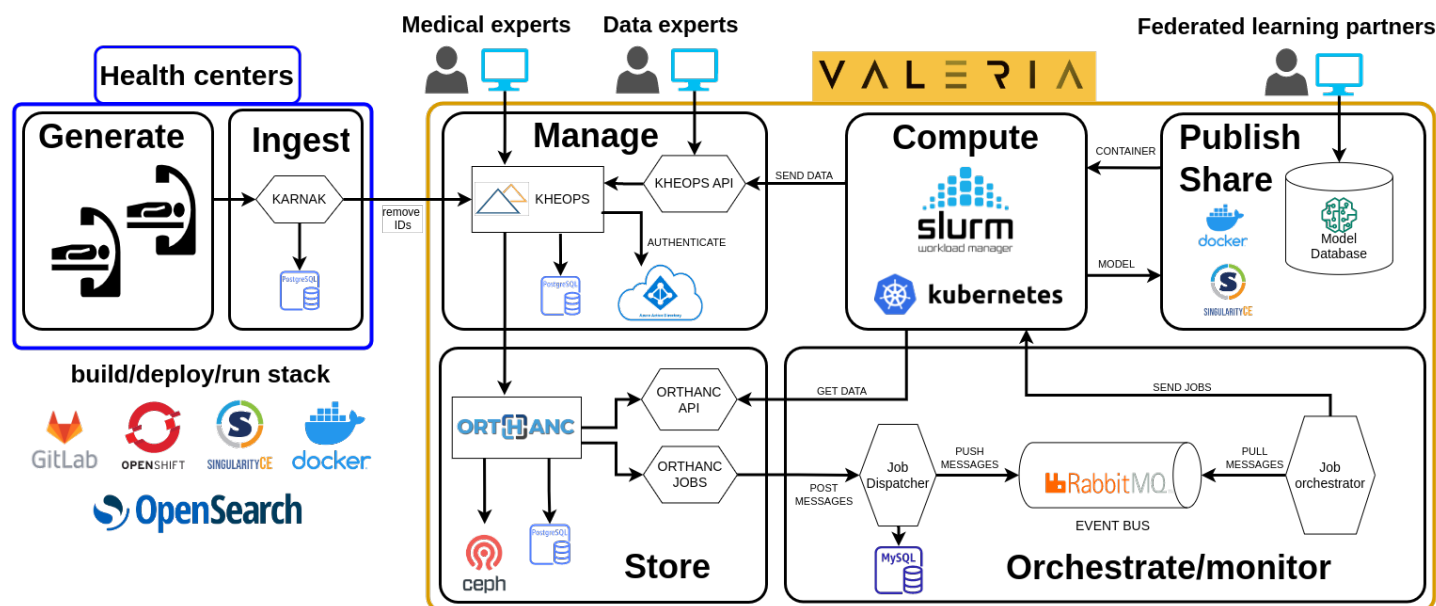 Medical experts
Data experts
Federated learning partners
Health centers
VALERIA
Generate
Ingest
KARNAK
PostgreSQL
remove
IDs
Manage
KHEOPS
KHEOPS API
AUTHENTICATE
PostgreSQL
SEND DATA
Compute
slurm
workload manager
kubernetes
CONTAINER
MODEL
Publish
Share
docker
SINGULARITYCE
Model
Database
build/deploy/run stack
GitLab
OPENSHIFT
SINGULARITYCE
docker
OpenSearch
ORTHANC
ORTHANC
API
ORTHANC
JOBS
ceph
PostgreSQL
Store
GET DATA
SEND JOBS
POST
MESSAGES
Job
Dispatcher
MySQL
PUSH
MESSAGES
RabbitMQ
EVENT BUS
PULL
MESSAGES
Job
orchestrator
Orchestrate/monitor